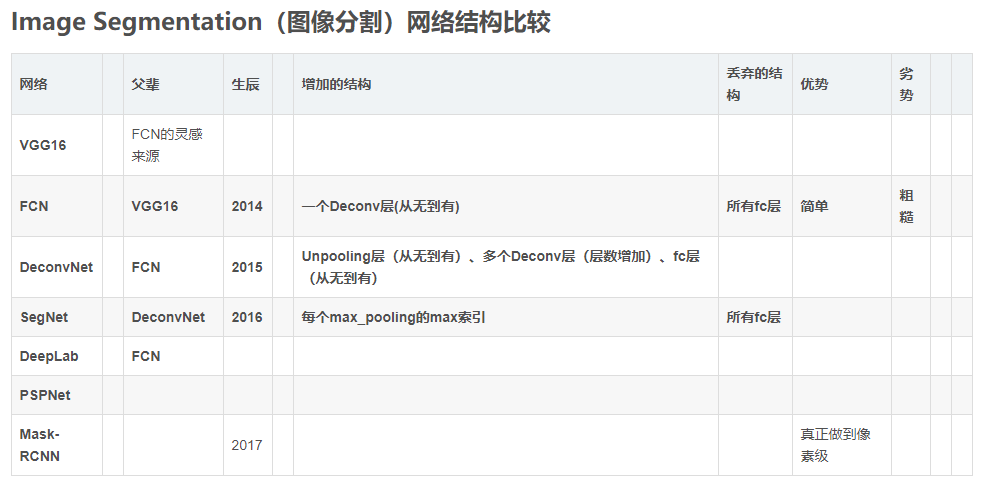 Image Segmentation（图像分割）网络结构比较
网络 父辈 生辰 增加的结构 丢弃的结构 优势 劣势
VGG16 FCN的灵感来源
FCN VGG16 2014 一个Deconv层(从无到有) 所有fc层 简单 粗糙
DeconvNet FCN 2015 Unpooling层（从无到有）、多个Deconv层（层数增加）、fc层（从无到有）
SegNet DeconvNet 2016 每个max_pooling的max索引 所有fc层
DeepLab FCN
PSPNet
Mask-RCNN 2017 真正做到像素级